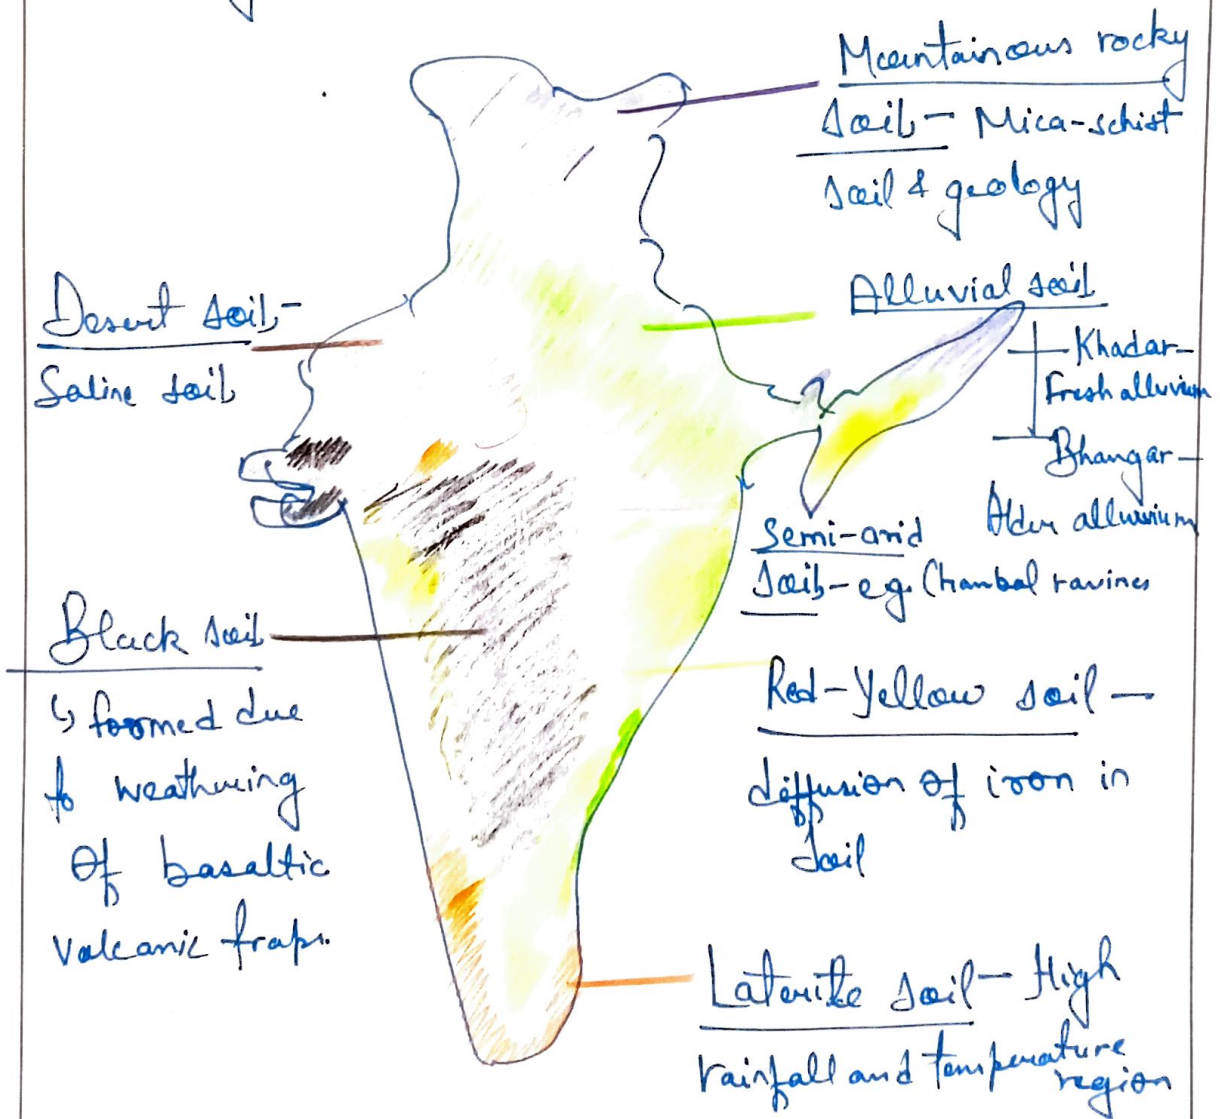 Mountainous rocky
soil - Mica-schist
soil & geology
Alluvial soil
Khadar-
Fresh alluvium
Bhangar-
Older alluvium
Desert soil-
Saline soil
Semi-arid
soil - eg. Chambal ravines
Black soil
↳ formed due
to weathering
of basaltic
volcanic traps.
Red-Yellow soil -
diffusion of iron in
soil
Laterite soil - High
rainfall and temperature
region